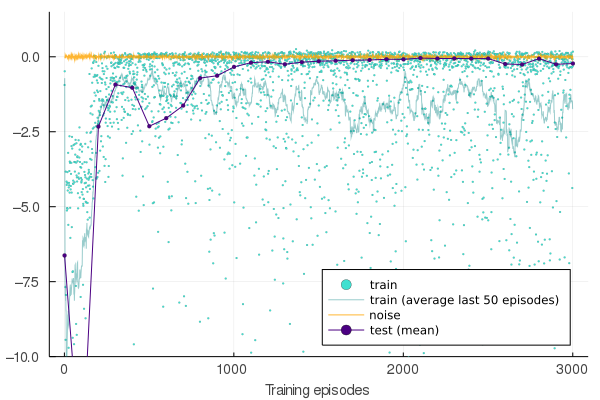 0.0
−2.5
−5.0
−7.5
−10.0
0
1000
2000
3000
Training episodes
train
train (average last 50 episodes)
noise
test (mean)